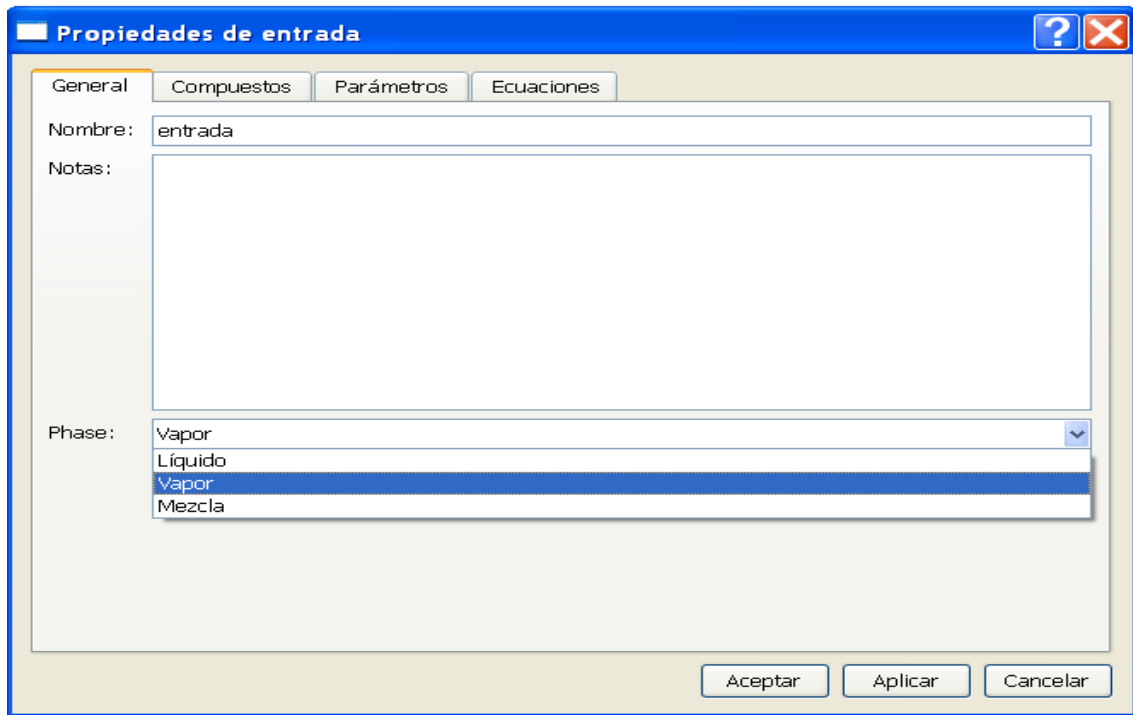 Propiedades de entrada ?
General Compuestos Parámetros Ecuaciones
Nombre: entrada
Notas:
Phase: Vapor
Líquido
Vapor
Mezcla
Aceptar Aplicar Cancelar